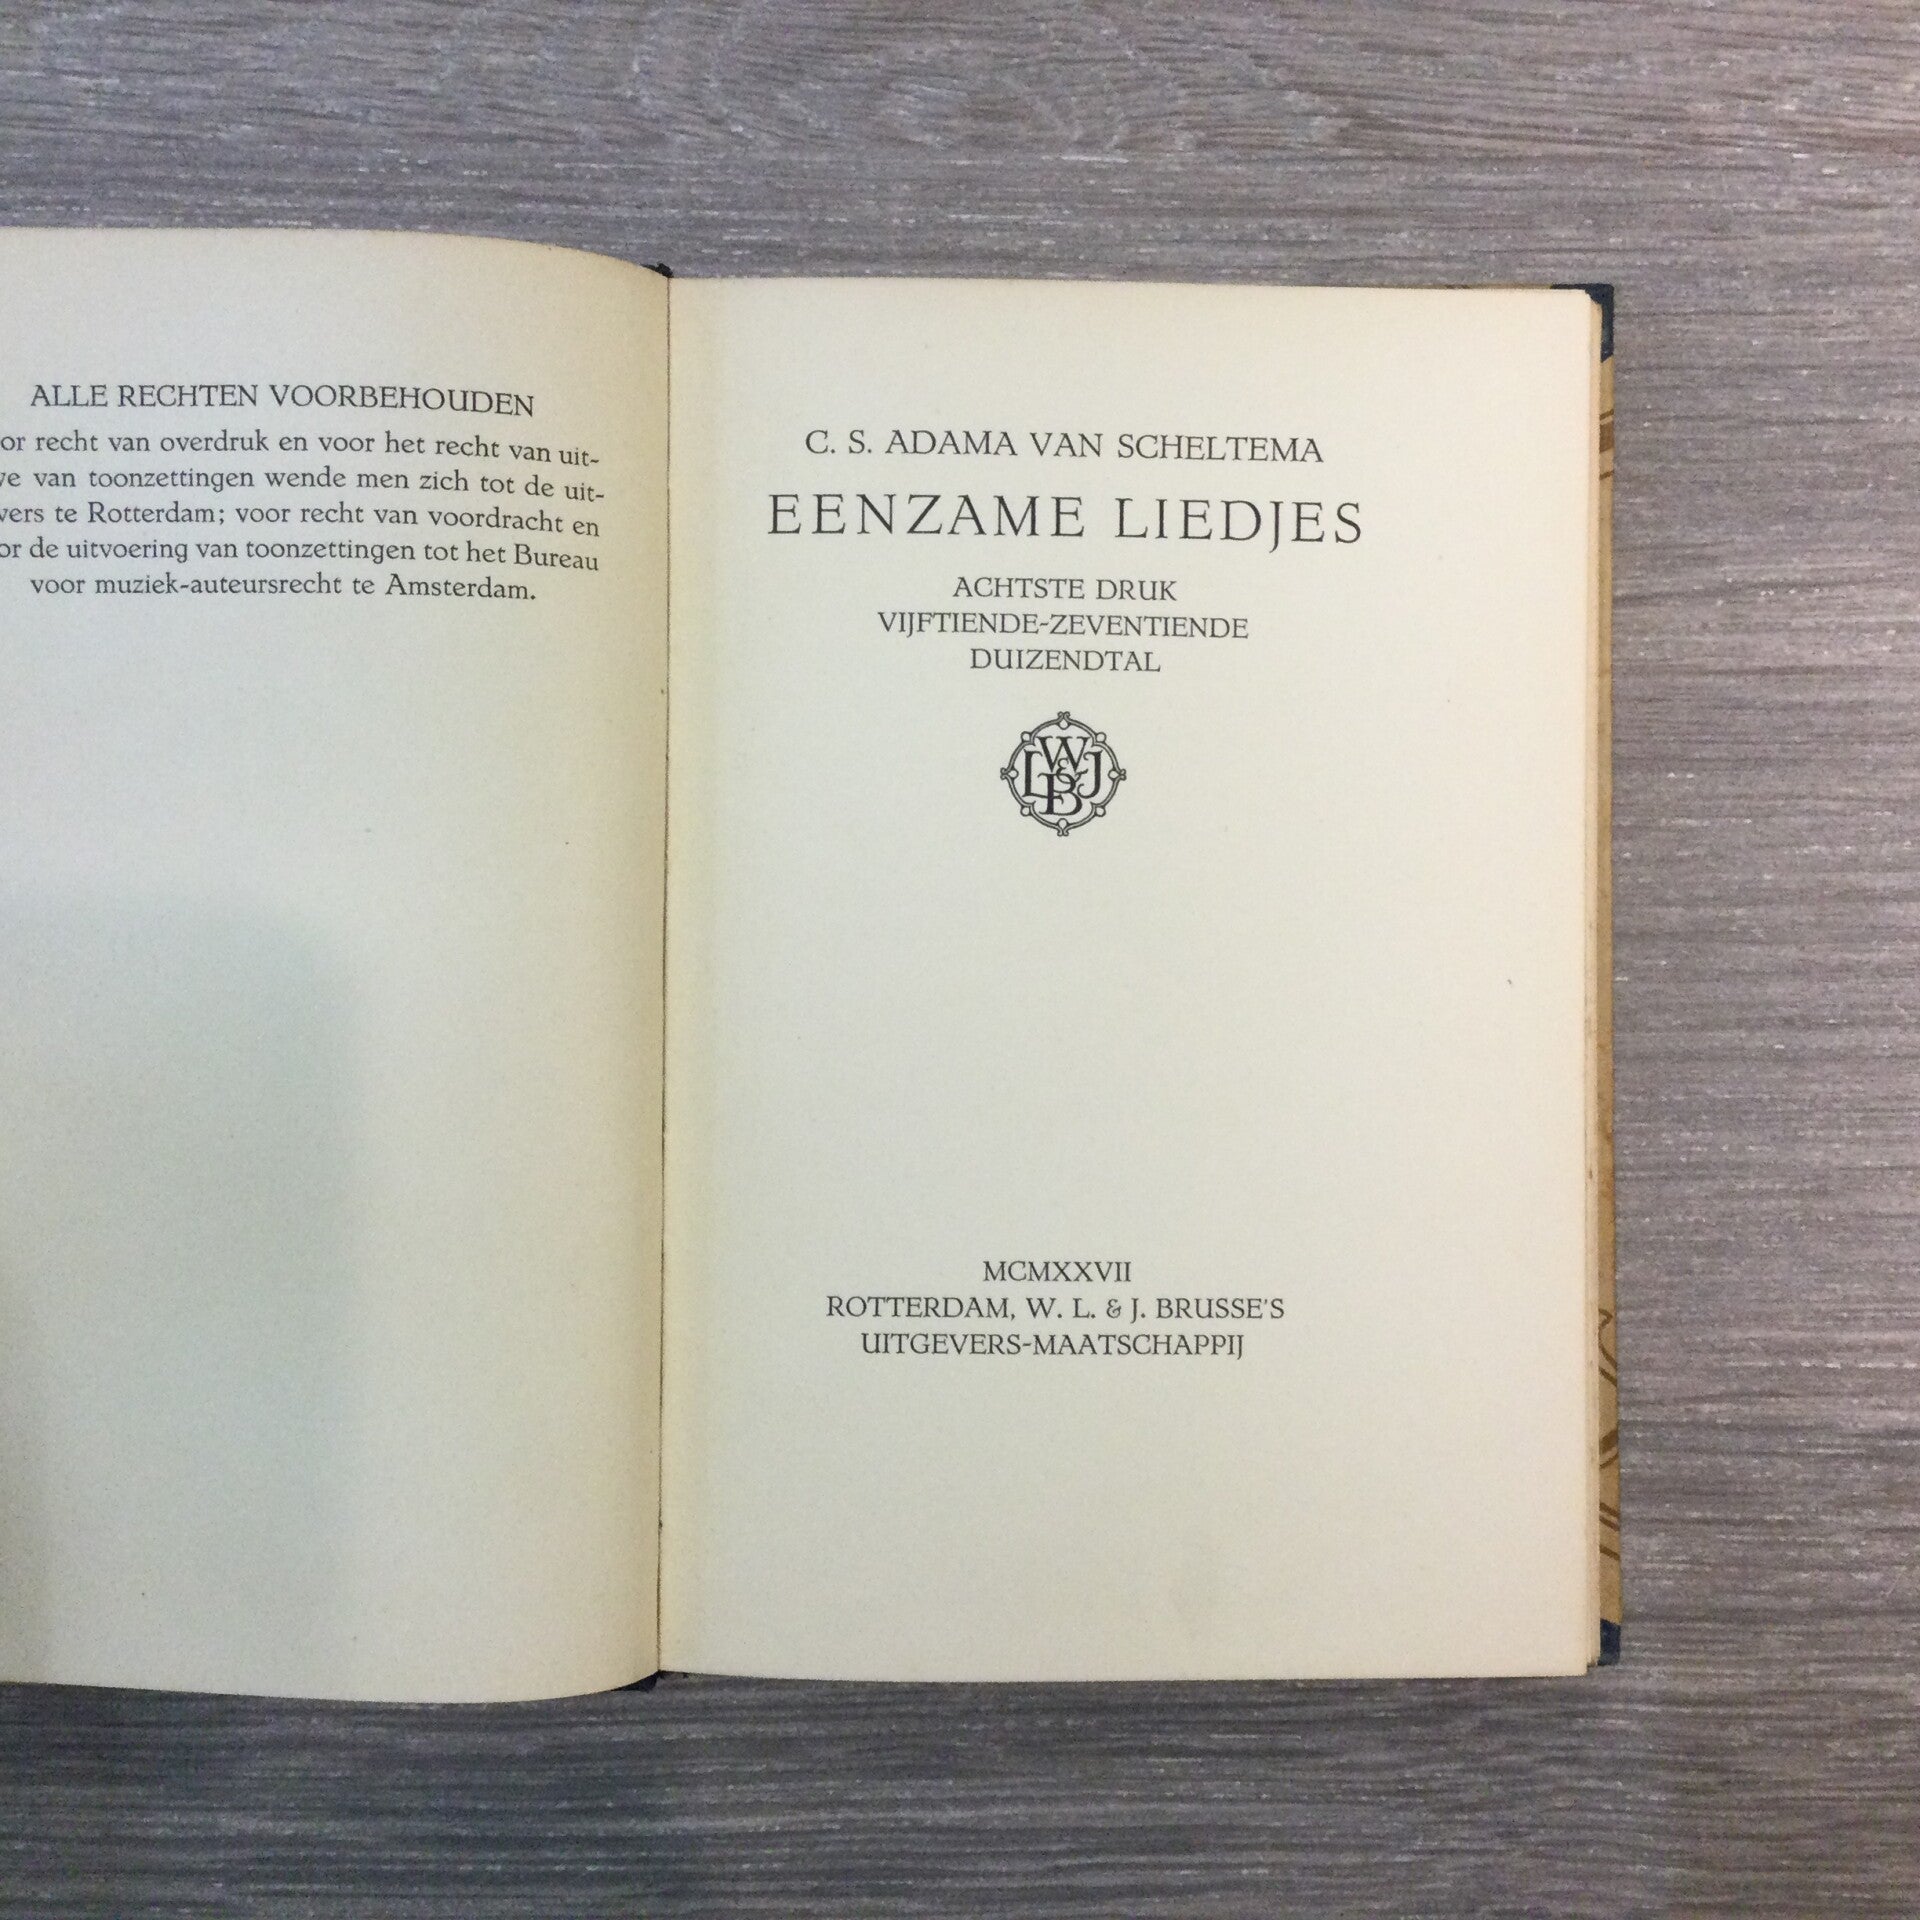 ALLE RECHTEN VOORBEHOUDEN
recht van overdruk en voor het recht van uit-
van toonzettingen wende men zich tot de uit-
te Rotterdam; voor recht van voordracht en
de uitvoering van toonzettingen tot het Bureau
voor muziek-auteursrecht te Amsterdam.
C. S. ADAMA VAN SCHELTEMA
EENZAME LIEDJES
ACHTSTE DRUK
VIJFTIENDE-ZEVENTIENDE
DUIZENDTAL
W L & J B
MCMXXVII
ROTTERDAM, W. L. & J. BRUSSE'S
UITGEVERS-MAATSCHAPPIJ